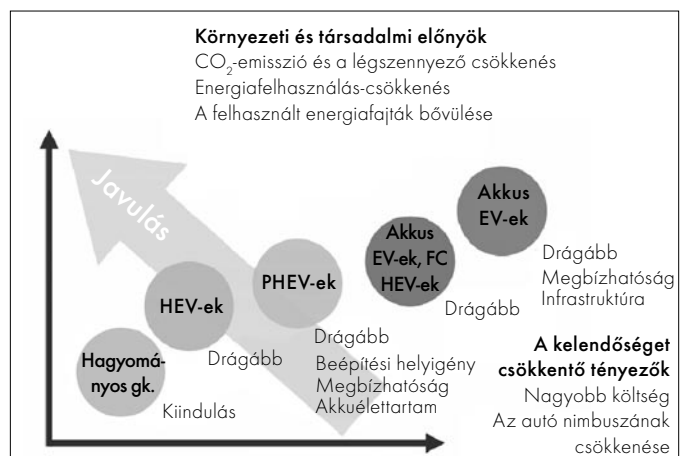 Környezeti és társadalmi előnyök
CO₂-emisszió és a légszennyező csökkenés
Energiafelhasználás-csökkenés
A felhasznált energiafajták bővülése
Javulás
Akkus
EV-ek
Drágább
Megbízhatóság
Infrastruktúra
Akkus
EV-ek, FC
HEV-ek
Drágább
PHEV-ek
Drágább
Beépítési helyigény
Megbízhatóság
Akkuélettartam
HEV-ek
Drágább
Hagyomá-
nyos gk.
Kiindulás
A kelendőséget
csökkentő tényezők
Nagyobb költség
Az autó nimbuszának
csökkenése